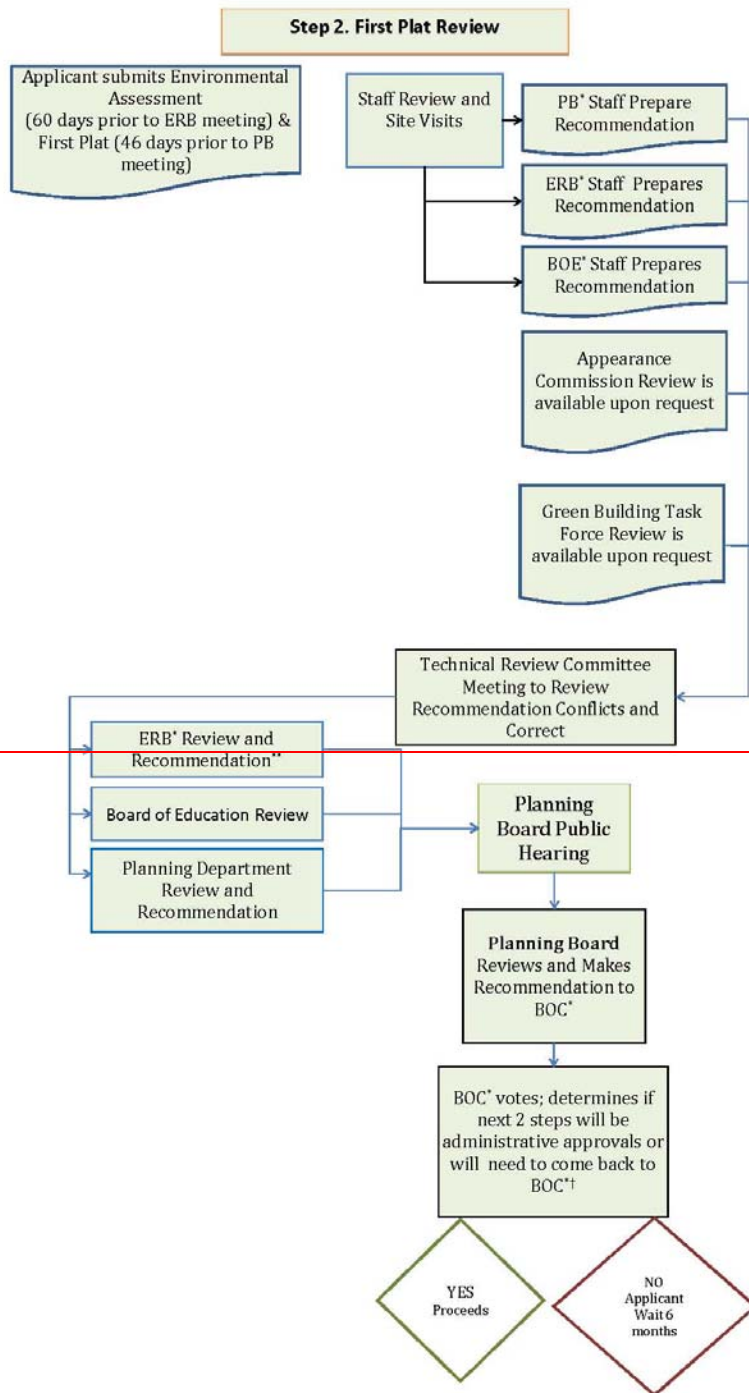 Step 2. First Plat Review
Applicant submits Environmental
Assessment
(60 days prior to ERB meeting) &
First Plat (46 days prior to PB
meeting)
Staff Review and
Site Visits
PB* Staff Prepare
Recommendation
ERB* Staff Prepares
Recommendation
BOE* Staff Prepares
Recommendation
Appearance
Commission Review is
available upon request
Green Building Task
Force Review is
available upon request
Technical Review Committee
Meeting to Review
Recommendation Conflicts and
Correct
ERB* Review and
Recommendation**
Board of Education Review
Planning Department
Review and
Recommendation
Planning
Board Public
Hearing
Planning Board
Reviews and Makes
Recommendation to
BOC*
BOC* votes; determines if
next 2 steps will be
administrative approvals or
will need to come back to
BOC*†
YES
Proceeds
NO
Applicant
Wait 6
months